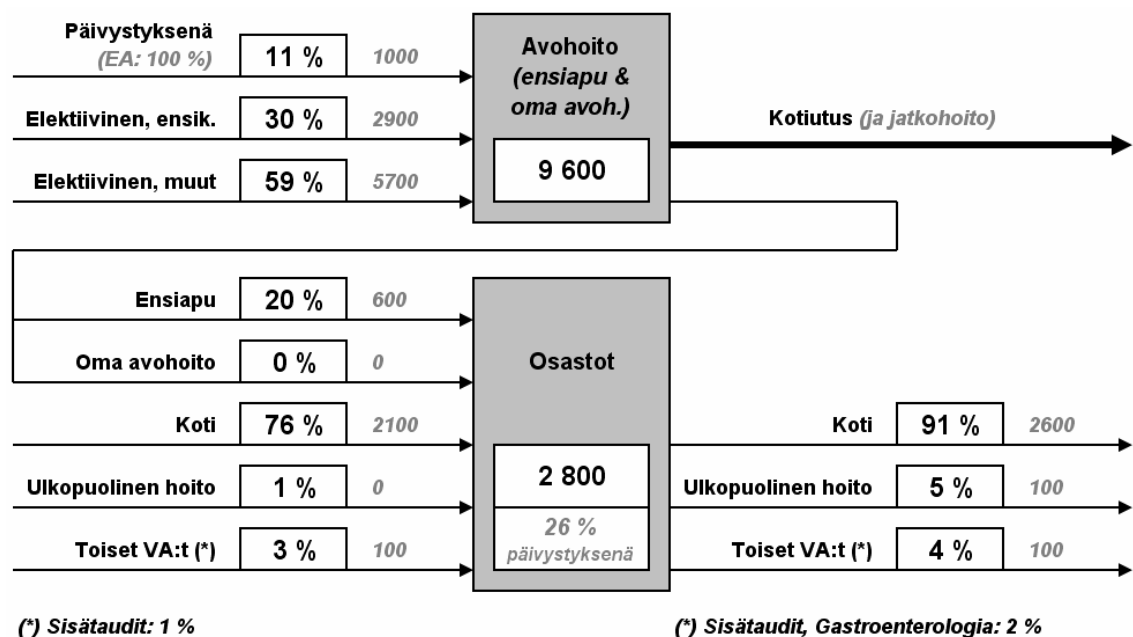 Päivystyksenä
(EA: 100 %)
11 %
1000
Elektiivinen, ensik.
30 %
2900
Elektiivinen, muut
59 %
5700
Avohoito
(ensiapu &
oma avoh.)
9 600
Kotiutus (ja jatkohoito)
Ensiapu
20 %
600
Oma avohoito
0 %
0
Koti
76 %
2100
Ulkopuolinen hoito
1 %
0
Toiset VA:t (*)
3 %
100
Osastot
2 800
26 %
päivystyksenä
Koti
91 %
2600
Ulkopuolinen hoito
5 %
100
Toiset VA:t (*)
4 %
100
(*) Sisätaudit: 1 %
(*) Sisätaudit, Gastroenterologia: 2 %